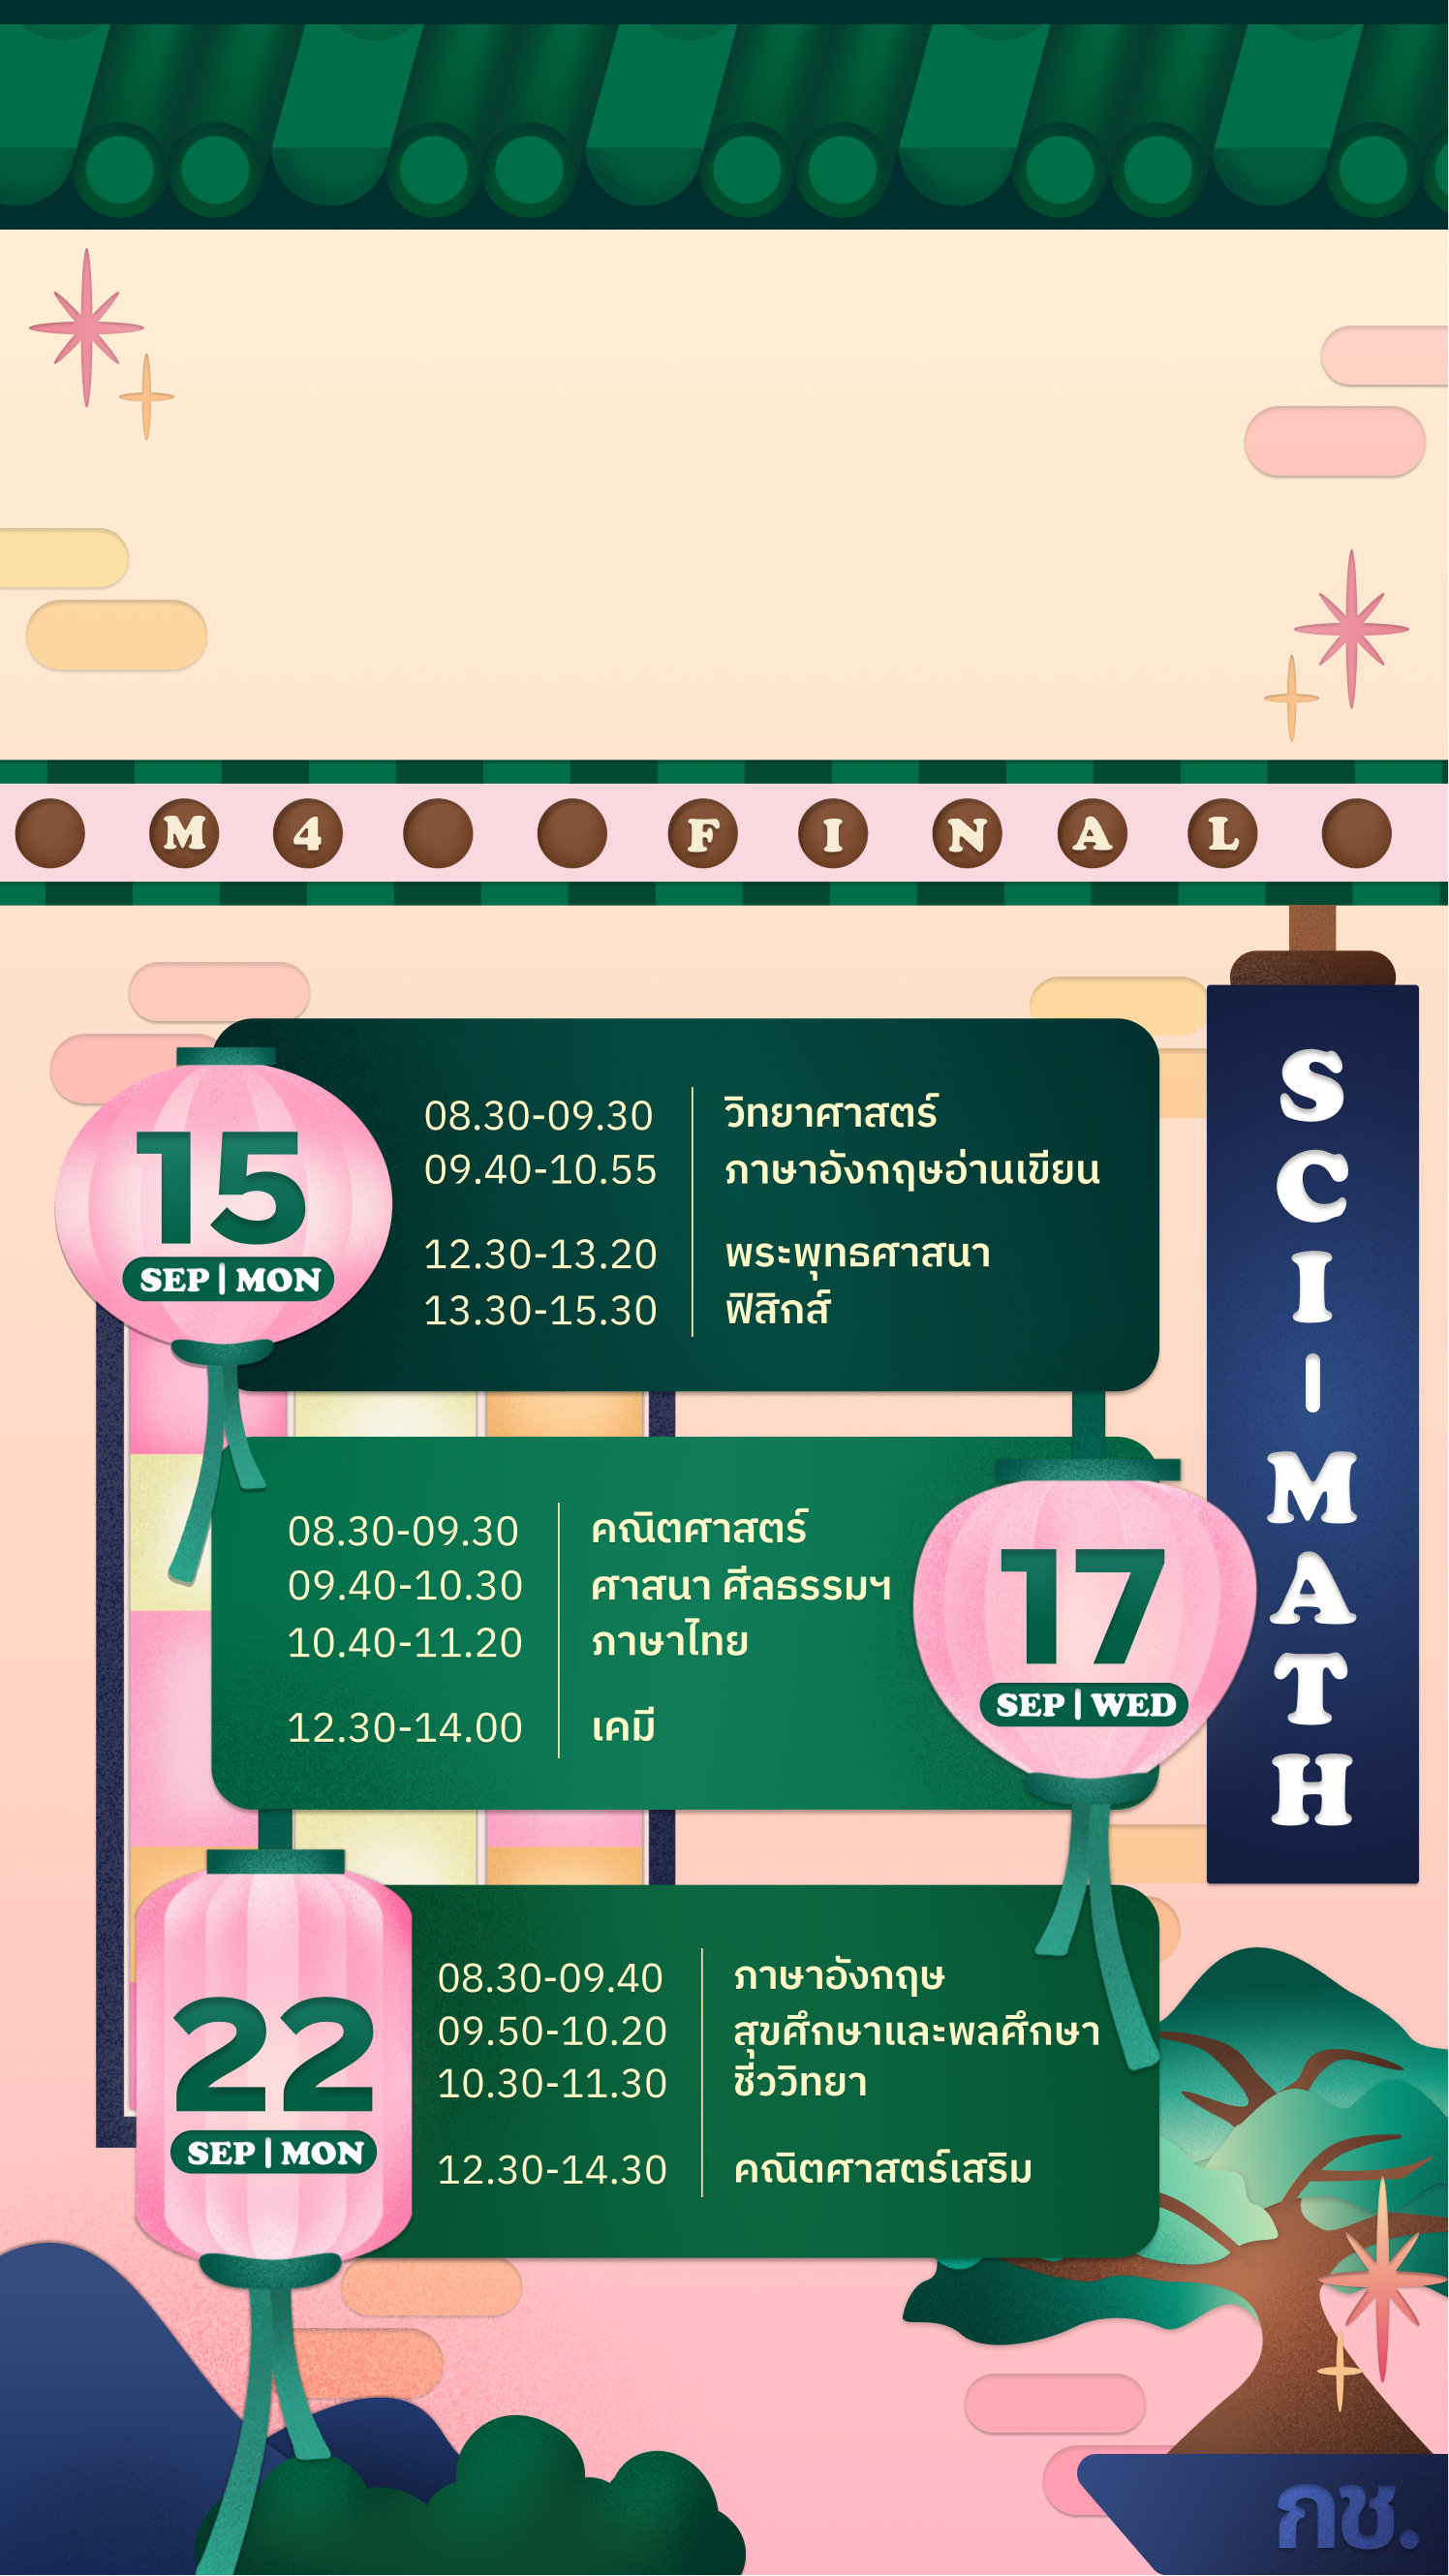 M4 FINAL
SCI-MATH
15
SEP | MON
08.30-09.30 วิทยาศาสตร์
09.40-10.55 ภาษาอังกฤษอ่านเขียน
12.30-13.20 พระพุทธศาสนา
13.30-15.30 ฟิสิกส์
17
SEP | WED
08.30-09.30 คณิตศาสตร์
09.40-10.30 ศาสนา ศีลธรรมฯ
10.40-11.20 ภาษาไทย
12.30-14.00 เคมี
22
SEP | MON
08.30-09.40 ภาษาอังกฤษ
09.50-10.20 สุขศึกษาและพลศึกษา
10.30-11.30 ชีววิทยา
12.30-14.30 คณิตศาสตร์เสริม
กช.